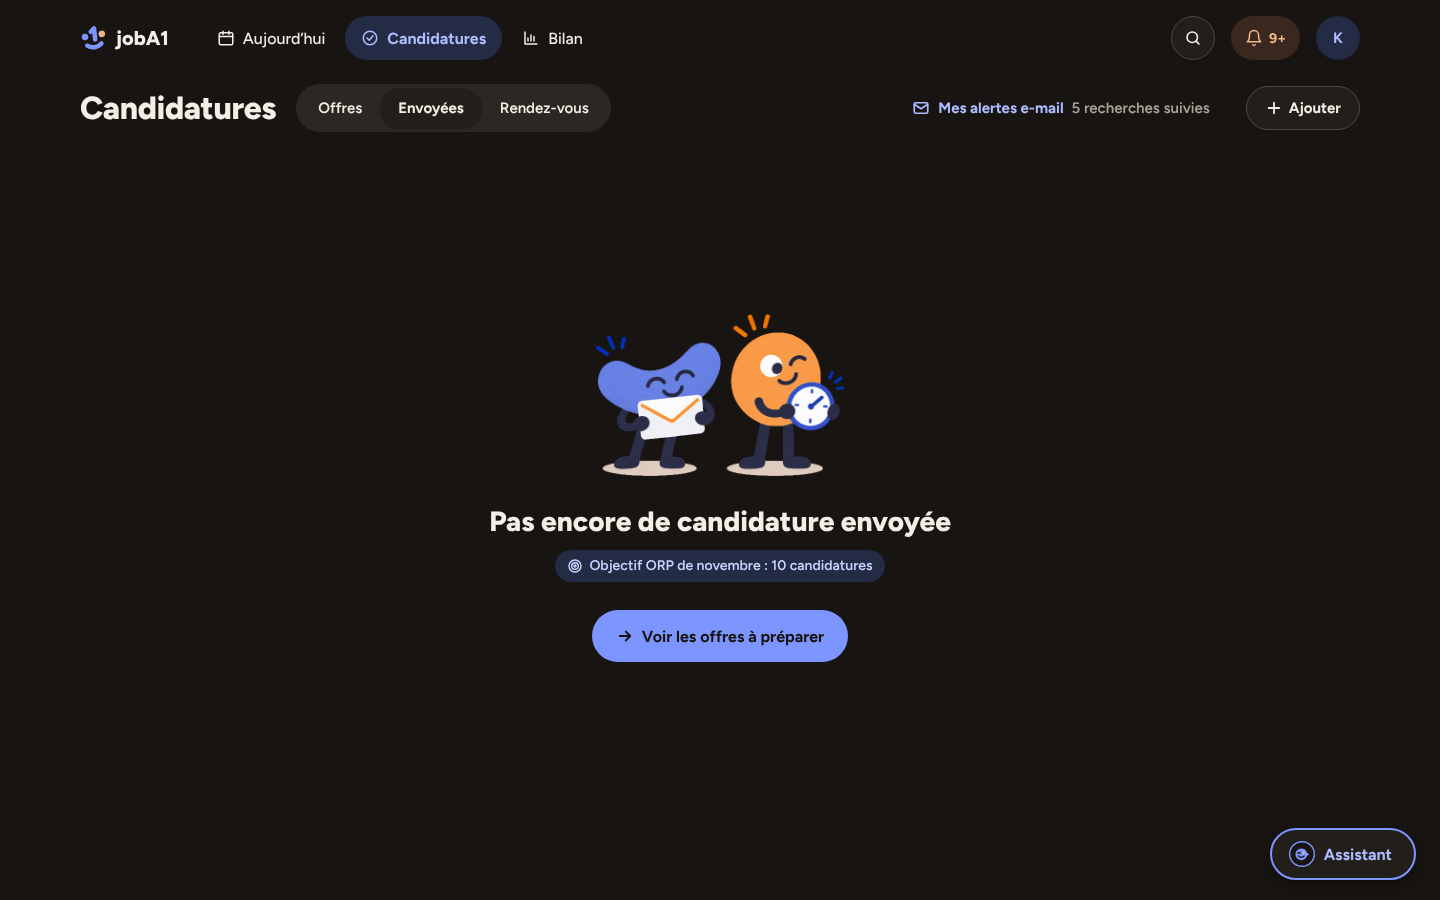 jobA1
Aujourd’hui
Candidatures
Bilan
9+
K
Candidatures
Offres
Envoyées
Rendez-vous
Mes alertes e-mail 5 recherches suivies
Ajouter
Pas encore de candidature envoyée
Objectif ORP de novembre : 10 candidatures
Voir les offres à préparer
Assistant